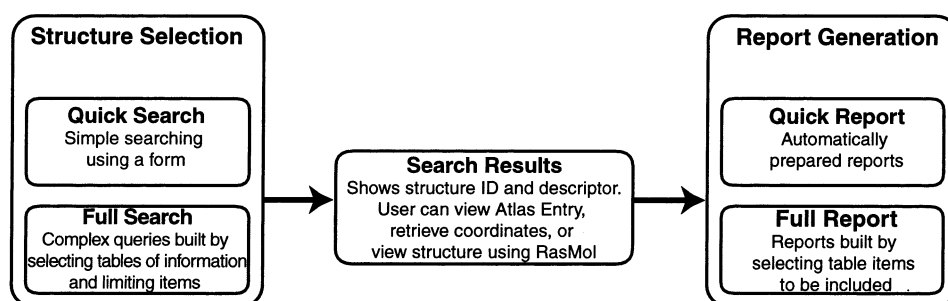 Structure Selection
Quick Search
Simple searching
using a form
Full Search
Complex queries built by
selecting tables of information
and limiting items
Search Results
Shows structure ID and descriptor.
User can view Atlas Entry,
retrieve coordinates, or
view structure using RasMol
Report Generation
Quick Report
Automatically
prepared reports
Full Report
Reports built by
selecting table items
to be included